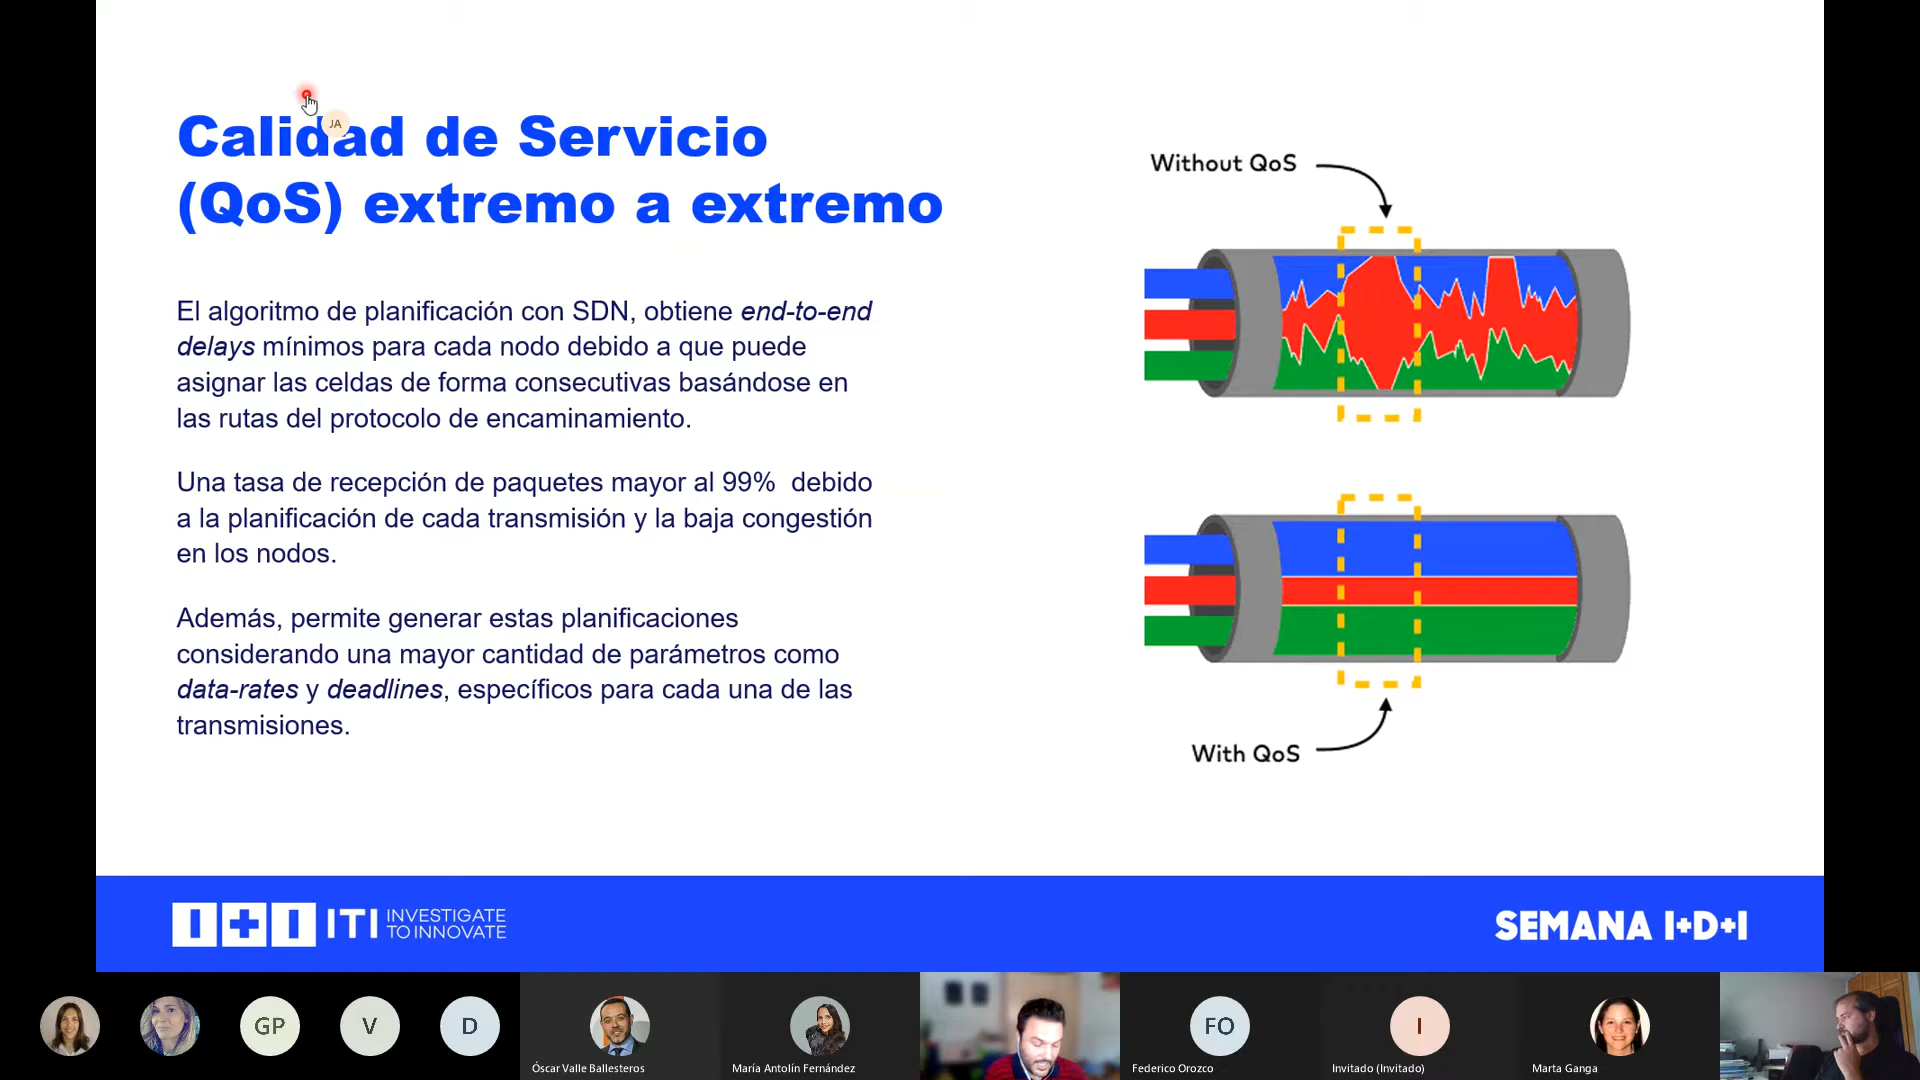 JA
Calidad de Servicio
(QoS) extremo a extremo
El algoritmo de planificación con SDN, obtiene end-to-end
delays mínimos para cada nodo debido a que puede
asignar las celdas de forma consecutivas basándose en
las rutas del protocolo de encaminamiento.
Una tasa de recepción de paquetes mayor al 99% debido
a la planificación de cada transmisión y la baja congestión
en los nodos.
Además, permite generar estas planificaciones
considerando una mayor cantidad de parámetros como
data-rates y deadlines, específicos para cada una de las
transmisiones.
Without QoS
With QoS
I+I ITI INVESTIGATE
TO INNOVATE
SEMANA I+D+I
GP
V
D
Óscar Valle Ballesteros
María Antolín Fernández
FO
Federico Orozco
I
Invitado (Invitado)
Marta Ganga